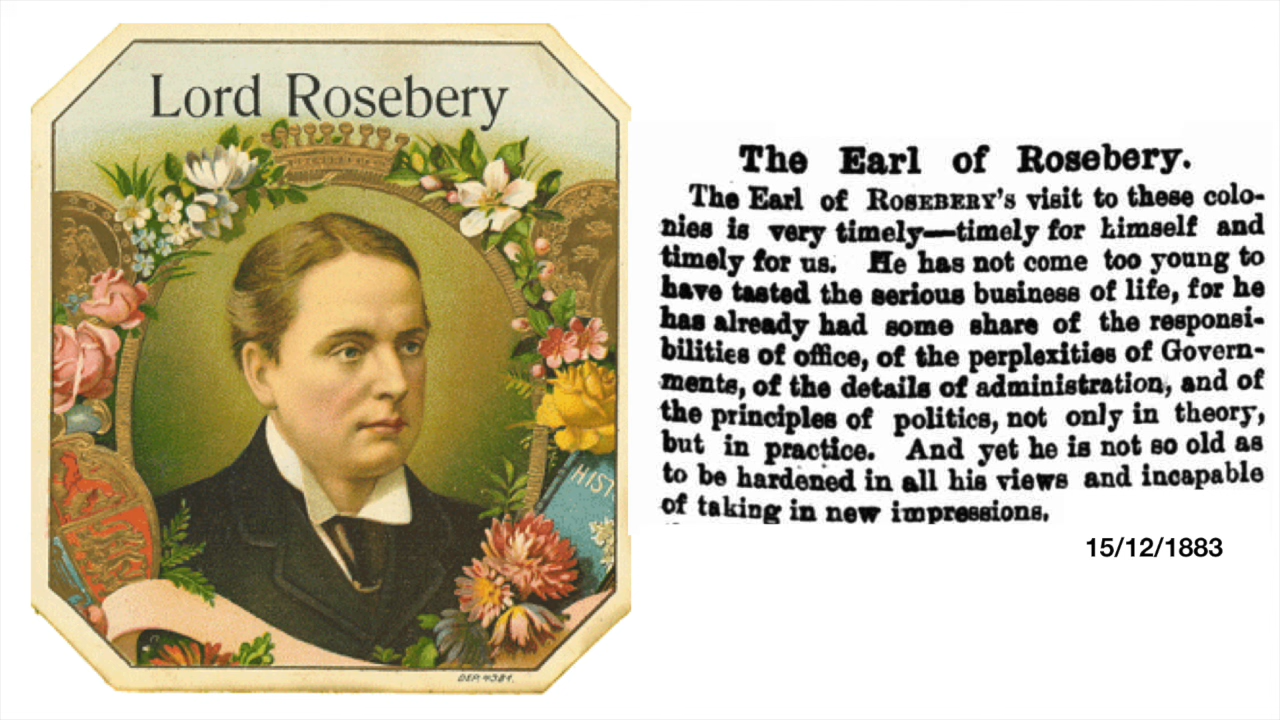 Lord Rosebery
HIST
DEP. 4384.
The Earl of Rosebery.
The Earl of ROSEBERY'S visit to these colo-
nies is very timely—timely for himself and
timely for us. He has not come too young to
have tasted the serious business of life, for he
has already had some share of the responsi-
bilities of office, of the perplexities of Govern-
ments, of the details of administration, and of
the principles of politics, not only in theory,
but in practice. And yet he is not so old as
to be hardened in all his views and incapable
of taking in new impressions.
15/12/1883